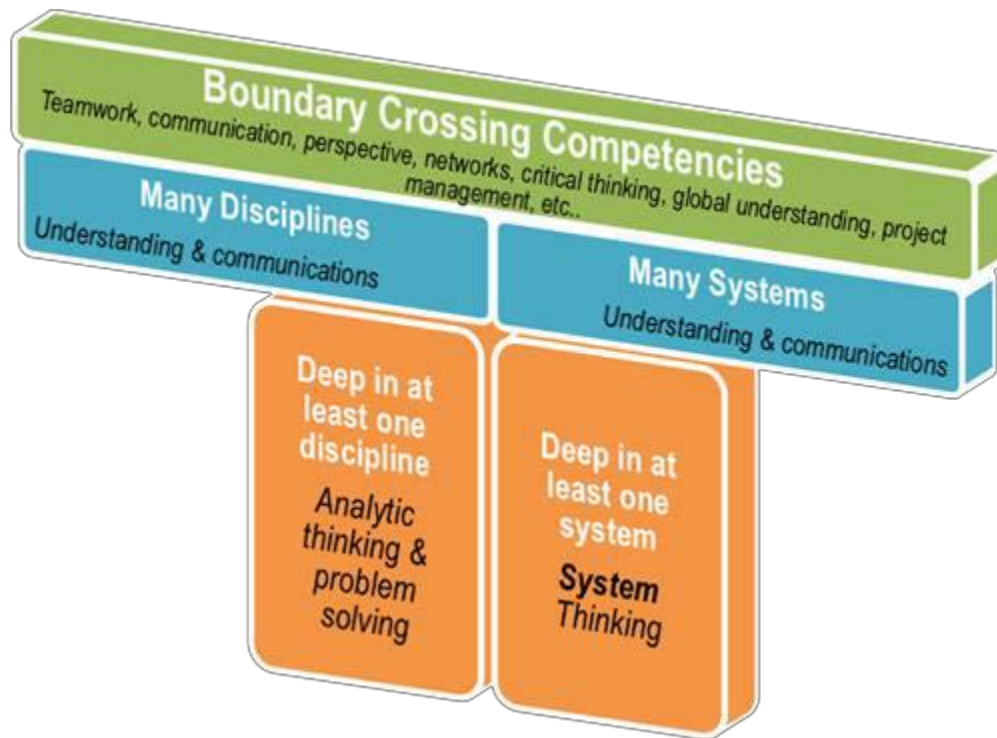 Boundary Crossing Competencies
Teamwork, communication, perspective, networks, critical thinking, global understanding, project
management, etc..
Many Disciplines
Understanding & communications
Many Systems
Understanding & communications
Deep in at
least one
discipline
Analytic
thinking &
problem
solving
Deep in at
least one
system
System
Thinking